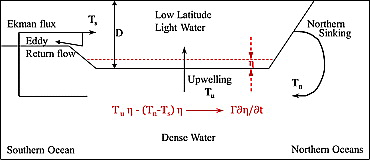 Ekman flux
Tₛ
Eddy
Return flow
D
Low Latitude
Light Water
Northern
Sinking
η
Upwelling
Tᵤ
Tₙ
Tᵤ η - (Tₙ-Tₛ) η ⟶ Γ∂η/∂t
Southern Ocean
Dense Water
Northern Oceans